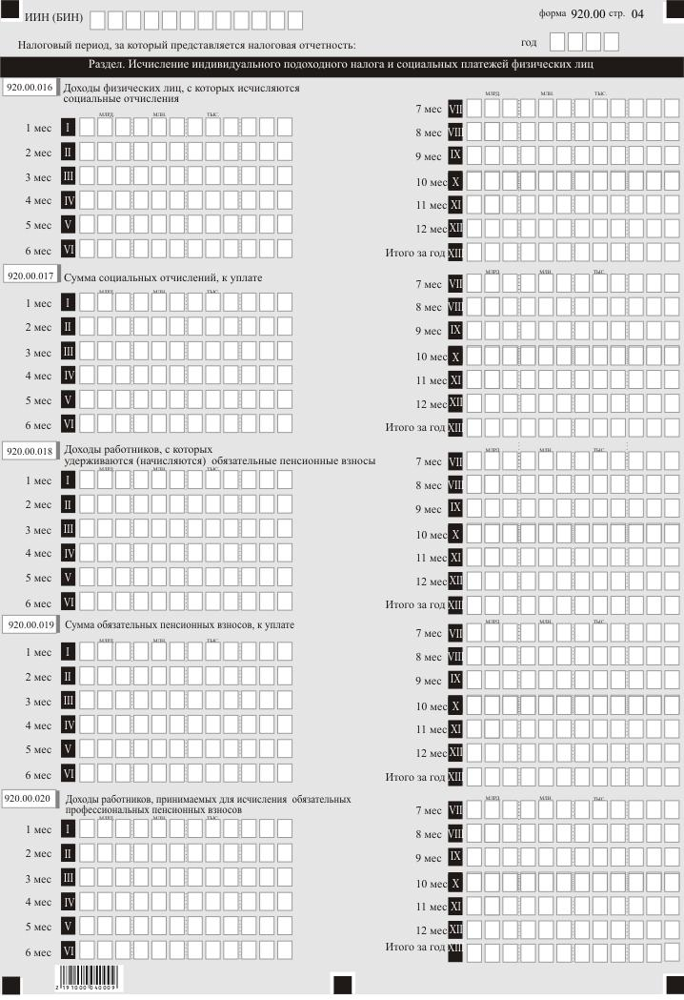 ИИН (БИН)
форма 920.00 стр. 04
Налоговый период, за который представляется налоговая отчетность:
год
Раздел. Исчисление индивидуального подоходного налога и социальных платежей физических лиц
920.00.016
Доходы физических лиц, с которых исчисляются
социальные отчисления
МЛРД. МЛН. ТЫС.
1 мес I
2 мес II
3 мес III
4 мес IV
5 мес V
6 мес VI
МЛРД. МЛН. ТЫС.
7 мес VII
8 мес VIII
9 мес IX
10 мес X
11 мес XI
12 мес XII
Итого за год XIII
920.00.017
Сумма социальных отчислений, к уплате
МЛРД. МЛН. ТЫС.
1 мес I
2 мес II
3 мес III
4 мес IV
5 мес V
6 мес VI
МЛРД. МЛН. ТЫС.
7 мес VII
8 мес VIII
9 мес IX
10 мес X
11 мес XI
12 мес XII
Итого за год XIII
920.00.018
Доходы работников, с которых
удерживаются (начисляются) обязательные пенсионные взносы
МЛРД. МЛН. ТЫС.
1 мес I
2 мес II
3 мес III
4 мес IV
5 мес V
6 мес VI
МЛРД. МЛН. ТЫС.
7 мес VII
8 мес VIII
9 мес IX
10 мес X
11 мес XI
12 мес XII
Итого за год XIII
920.00.019
Сумма обязательных пенсионных взносов, к уплате
МЛРД. МЛН. ТЫС.
1 мес I
2 мес II
3 мес III
4 мес IV
5 мес V
6 мес VI
МЛРД. МЛН. ТЫС.
7 мес VII
8 мес VIII
9 мес IX
10 мес X
11 мес XI
12 мес XII
Итого за год XIII
920.00.020
Доходы работников, принимаемых для исчисления обязательных
профессиональных пенсионных взносов
МЛРД. МЛН. ТЫС.
1 мес I
2 мес II
3 мес III
4 мес IV
5 мес V
6 мес VI
МЛРД. МЛН. ТЫС.
7 мес VII
8 мес VIII
9 мес IX
10 мес X
11 мес XI
12 мес XII
Итого за год XIII
2 191000 040009